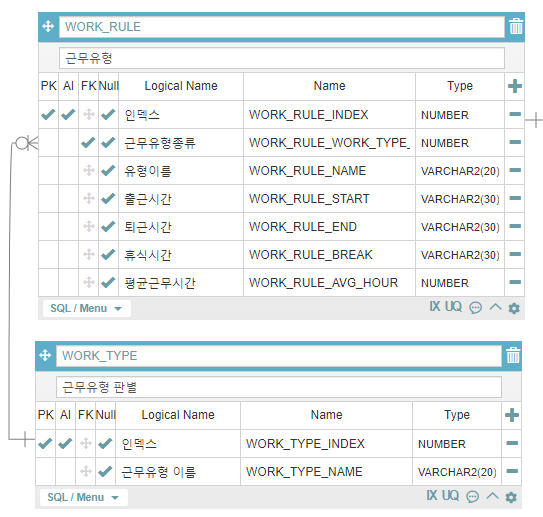 WORK_RULE
근무유형
PK AI FK Null Logical Name Name Type
인덱스 WORK_RULE_INDEX NUMBER
근무유형종류 WORK_RULE_WORK_TYPE_ NUMBER
유형이름 WORK_RULE_NAME VARCHAR2(20)
출근시간 WORK_RULE_START VARCHAR2(30)
퇴근시간 WORK_RULE_END VARCHAR2(30)
휴식시간 WORK_RULE_BREAK VARCHAR2(30)
평균근무시간 WORK_RULE_AVG_HOUR NUMBER
SQL / Menu IX UQ
WORK_TYPE
근무유형 판별
PK AI FK Null Logical Name Name Type
인덱스 WORK_TYPE_INDEX NUMBER
근무유형 이름 WORK_TYPE_NAME VARCHAR2(20)
SQL / Menu IX UQ